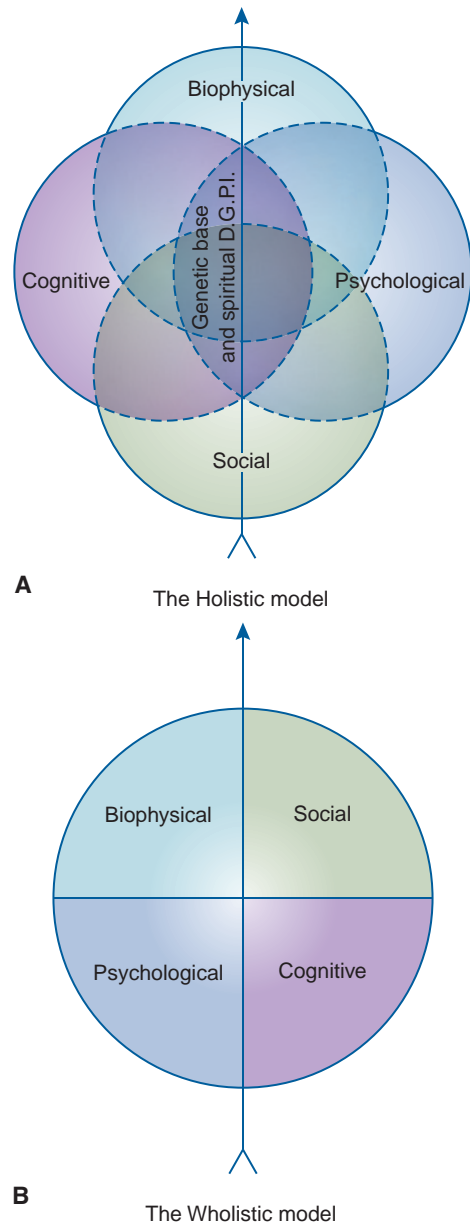 Biophysical
Cognitive
Genetic base
and spiritual D.G.P.I.
Psychological
Social
A
The Holistic model
Biophysical
Social
Psychological
Cognitive
B
The Wholistic model